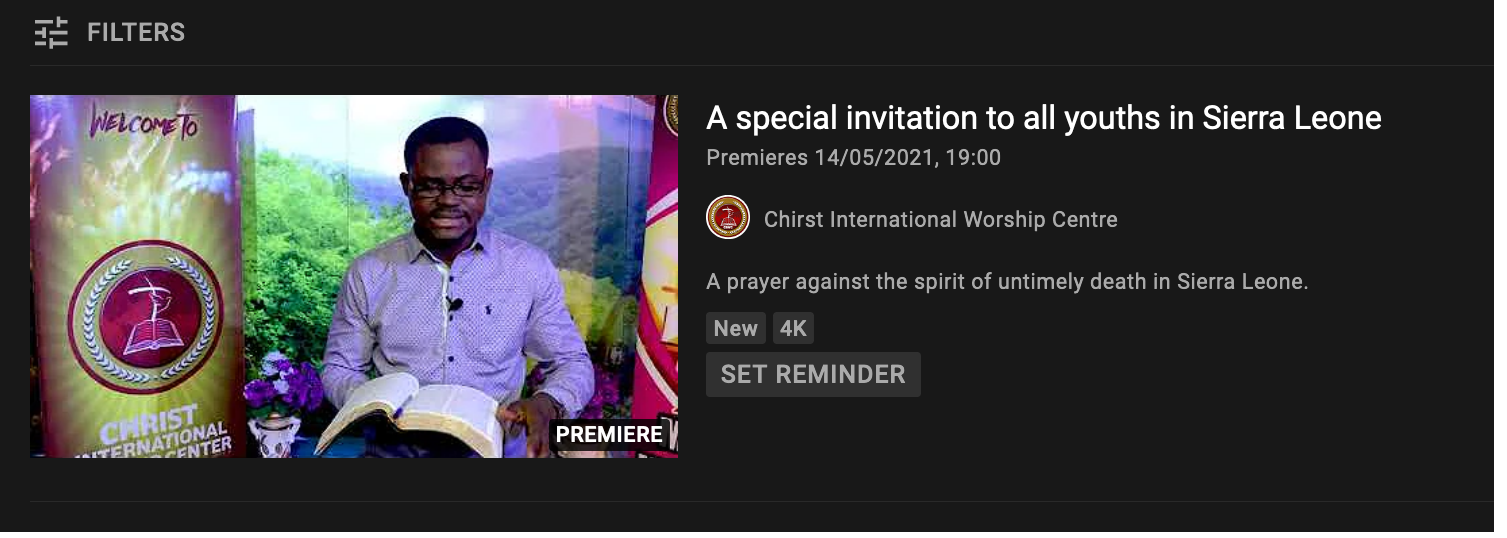 FILTERS
WELCOME TO
CHRIST
INTERNATIONAL
CENTER
PREMIERE
A special invitation to all youths in Sierra Leone
Premieres 14/05/2021, 19:00
Chirst International Worship Centre
A prayer against the spirit of untimely death in Sierra Leone.
New 4K
SET REMINDER